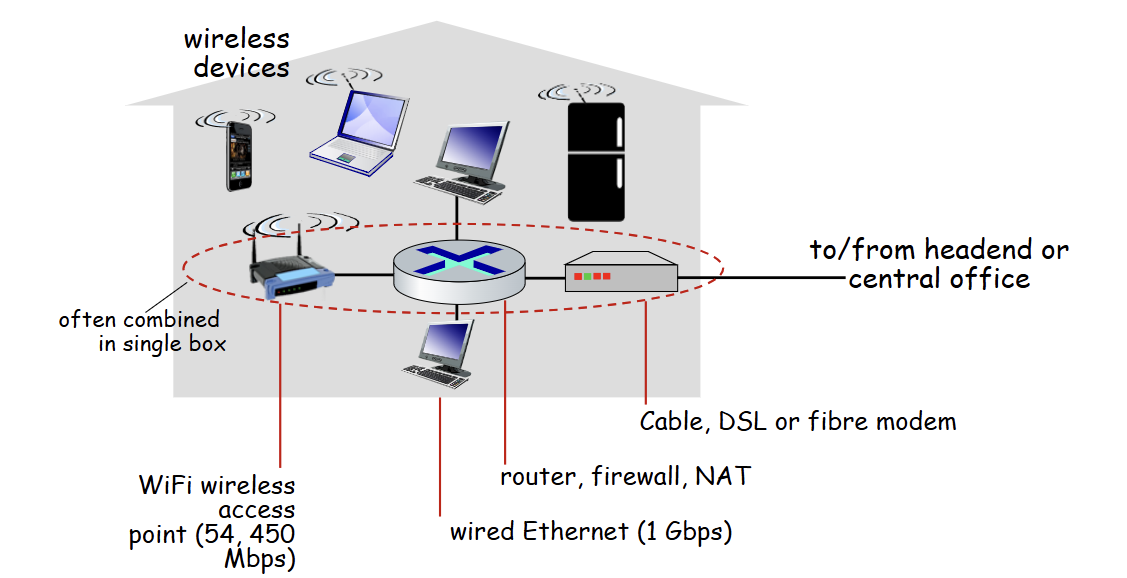 wireless
devices
to/from headend or
central office
often combined
in single box
Cable, DSL or fibre modem
router, firewall, NAT
wired Ethernet (1 Gbps)
WiFi wireless
access
point (54, 450
Mbps)